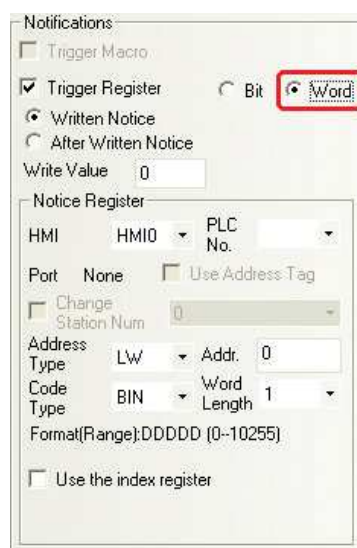 Notifications
Trigger Macro
Trigger Register Bit Word
Written Notice
After Written Notice
Write Value 0
Notice Register
HMI HMI0 PLC No.
Port None Use Address Tag
Change Station Num 0
Address Type LW Addr. 0
Code Type BIN Word Length 1
Format(Range):DDDDD (0--10255)
Use the index register